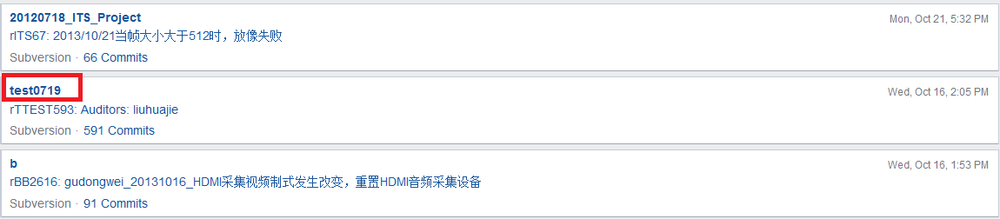 20120718_ITS_Project
Mon, Oct 21, 5:32 PM
rITS67: 2013/10/21当帧大小大于512时，放像失败
Subversion · 66 Commits
test0719
Wed, Oct 16, 2:05 PM
rTTEST593: Auditors: liuhuajie
Subversion · 591 Commits
b
Wed, Oct 16, 1:53 PM
rBB2616: gudongwei_20131016_HDMI采集视频制式发生改变，重置HDMI音频采集设备
Subversion · 91 Commits